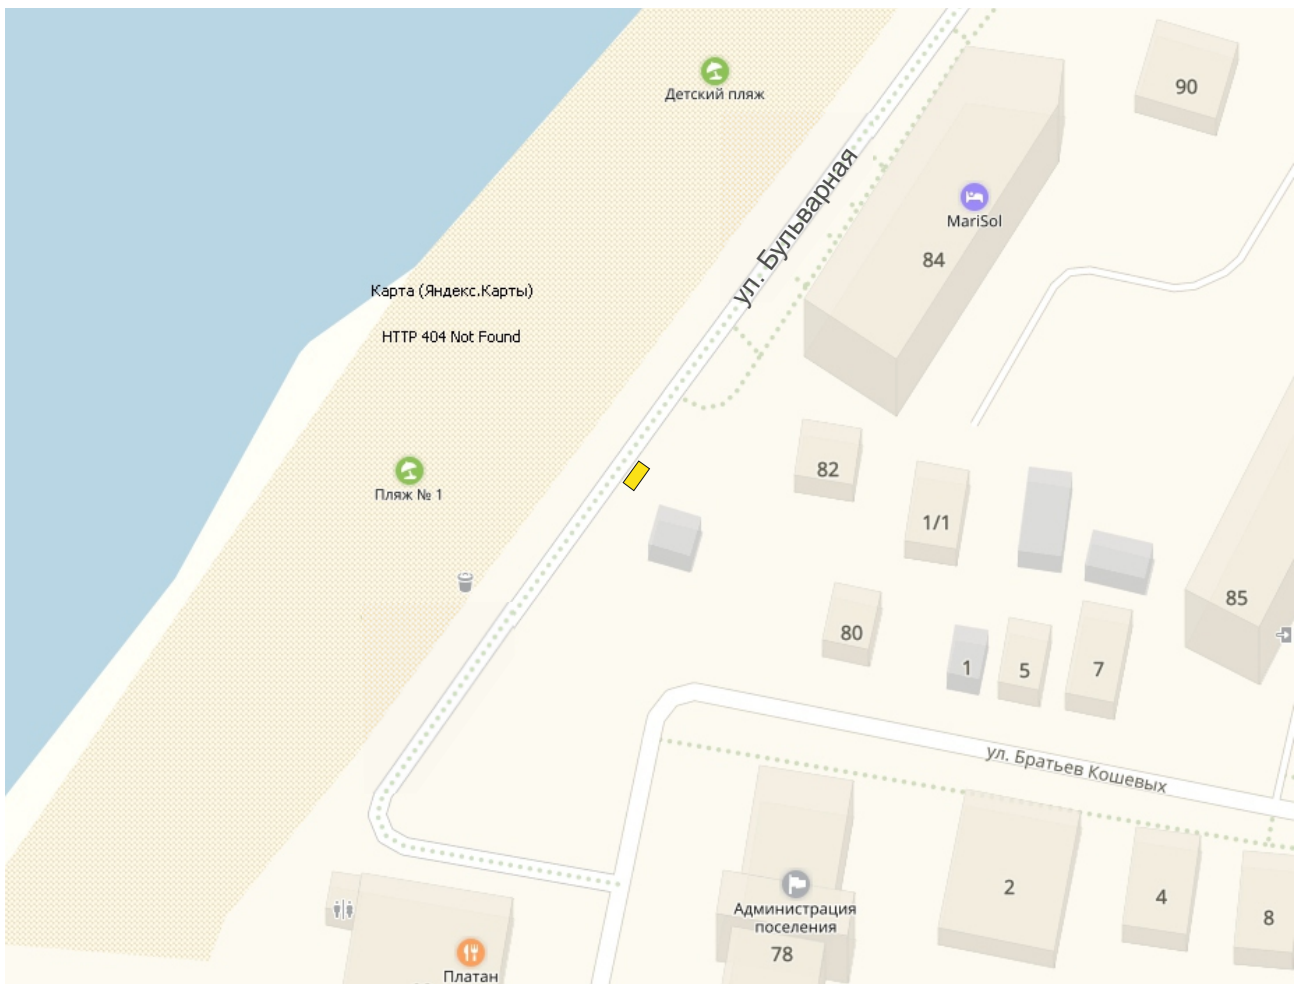 Детский пляж
90
ул. Бульварная
MariSol
84
Карта (Яндекс.Карты)
HTTP 404 Not Found
82
Пляж № 1
1/1
85
80
1
5
7
ул. Братьев Кошевых
2
4
8
Администрация
поселения
78
Платан